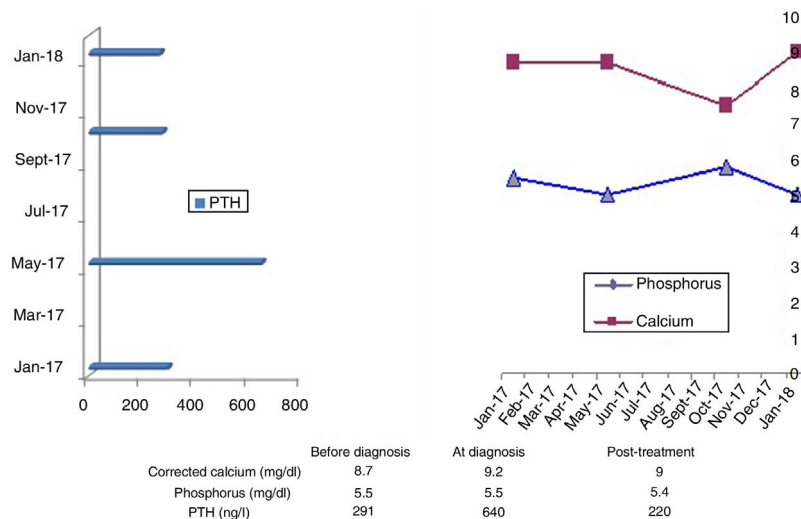 Jan-18
Nov-17
Sept-17
Jul-17
May-17
Mar-17
Jan-17
0 200 400 600 800
PTH
10
9
8
7
6
5
4
3
2
1
0
Phosphorus
Calcium
Jan-17 Feb-17 Mar-17 Apr-17 May-17 Jun-17 Jul-17 Aug-17 Sept-17 Oct-17 Nov-17 Dec-17 Jan-18
Before diagnosis At diagnosis Post-treatment
Corrected calcium (mg/dl) 8.7 9.2 9
Phosphorus (mg/dl) 5.5 5.5 5.4
PTH (ng/l) 291 640 220